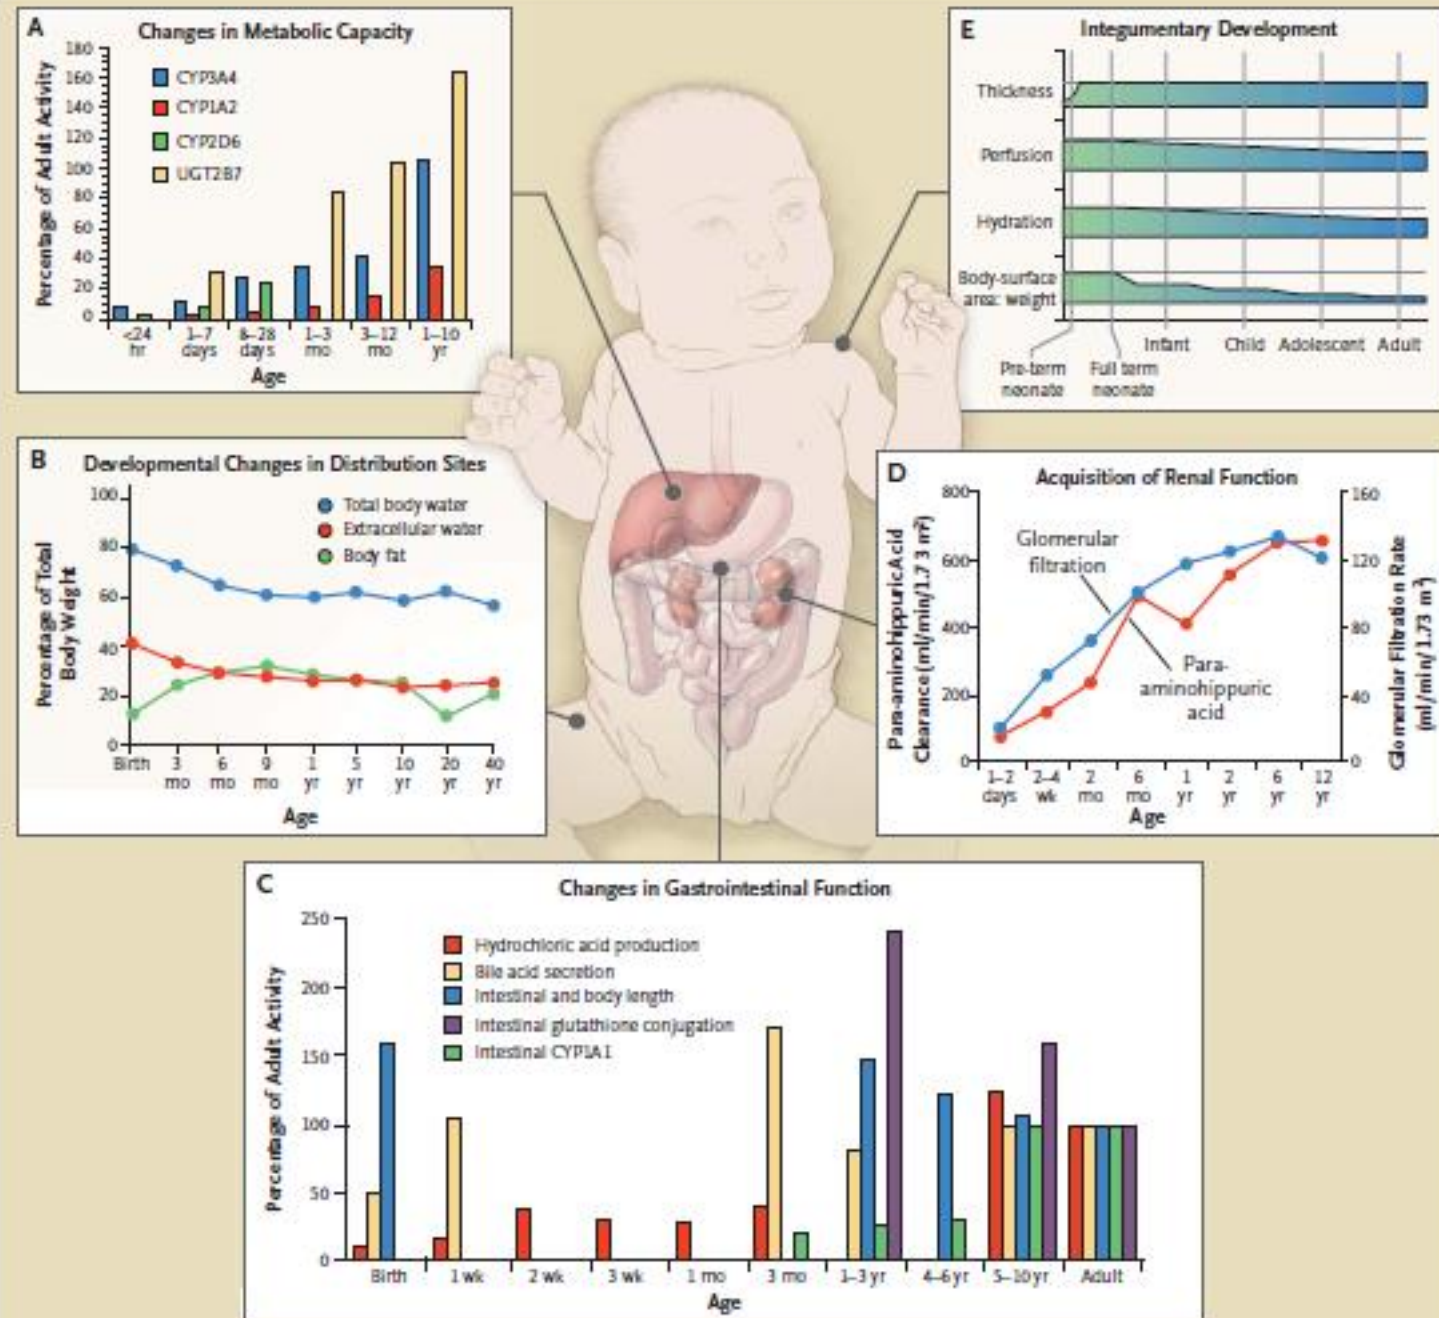 A
Changes in Metabolic Capacity
Percentage of Adult Activity
180
160
140
120
100
80
60
40
20
0
CYP3A4
CYP1A2
CYP2D6
UGT2B7
<24 hr
1–7 days
8–28 days
1–3 mo
3–12 mo
1–10 yr
Age
E
Integumentary Development
Thickness
Perfusion
Hydration
Body-surface
area: weight
Infant
Child
Adolescent
Adult
Pre-term
neonate
Full term
neonate
B
Developmental Changes in Distribution Sites
Percentage of Total
Body Weight
100
80
60
40
20
0
Total body water
Extracellular water
Body fat
Birth
3 mo
6 mo
9 mo
1 yr
5 yr
10 yr
20 yr
40 yr
Age
D
Acquisition of Renal Function
Para-aminohippuric Acid
Clearance (ml/min/1.73 m²)
800
600
400
200
0
Glomerular
filtration
Para-
aminohippuric
acid
160
120
80
40
0
Glomerular Filtration Rate
(ml/min/1.73 m²)
1–2 days
2–4 wk
2 mo
6 mo
1 yr
2 yr
6 yr
12 yr
Age
C
Changes in Gastrointestinal Function
Percentage of Adult Activity
250
200
150
100
50
0
Hydrochloric acid production
Bile acid secretion
Intestinal and body length
Intestinal glutathione conjugation
Intestinal CYP1A1
Birth
1 wk
2 wk
3 wk
1 mo
3 mo
1–3 yr
4–6 yr
5–10 yr
Adult
Age